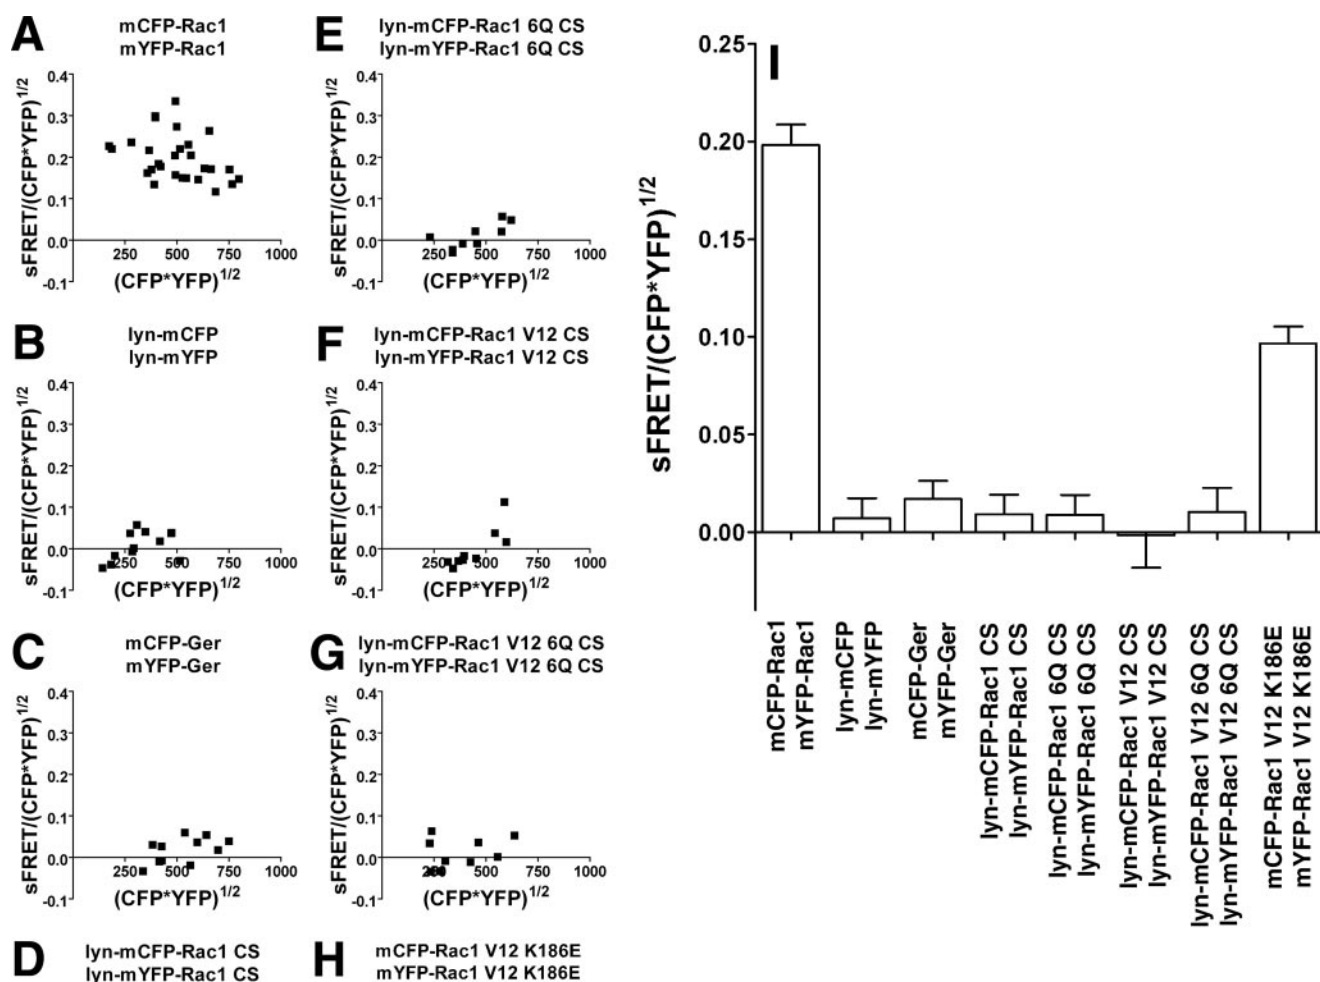 A
mCFP-Rac1
mYFP-Rac1
sFRET/(CFP*YFP)1/2
0.4
0.3
0.2
0.1
0.0
-0.1
250 500 750 1000
(CFP*YFP)1/2
B
lyn-mCFP
lyn-mYFP
sFRET/(CFP*YFP)1/2
0.4
0.3
0.2
0.1
0.0
-0.1
250 500 750 1000
(CFP*YFP)1/2
C
mCFP-Ger
mYFP-Ger
sFRET/(CFP*YFP)1/2
0.4
0.3
0.2
0.1
0.0
-0.1
250 500 750 1000
(CFP*YFP)1/2
D
lyn-mCFP-Rac1 CS
lyn-mYFP-Rac1 CS
E
lyn-mCFP-Rac1 6Q CS
lyn-mYFP-Rac1 6Q CS
sFRET/(CFP*YFP)1/2
0.4
0.3
0.2
0.1
0.0
-0.1
250 500 750 1000
(CFP*YFP)1/2
F
lyn-mCFP-Rac1 V12 CS
lyn-mYFP-Rac1 V12 CS
sFRET/(CFP*YFP)1/2
0.4
0.3
0.2
0.1
0.0
-0.1
250 500 750 1000
(CFP*YFP)1/2
G
lyn-mCFP-Rac1 V12 6Q CS
lyn-mYFP-Rac1 V12 6Q CS
sFRET/(CFP*YFP)1/2
0.4
0.3
0.2
0.1
0.0
-0.1
250 500 750 1000
(CFP*YFP)1/2
H
mCFP-Rac1 V12 K186E
mYFP-Rac1 V12 K186E
I
sFRET/(CFP*YFP)1/2
0.25
0.20
0.15
0.10
0.05
0.00
mCFP-Rac1
mYFP-Rac1
lyn-mCFP
lyn-mYFP
mCFP-Ger
mYFP-Ger
lyn-mCFP-Rac1 CS
lyn-mYFP-Rac1 CS
lyn-mCFP-Rac1 6Q CS
lyn-mYFP-Rac1 6Q CS
lyn-mCFP-Rac1 V12 CS
lyn-mYFP-Rac1 V12 CS
lyn-mCFP-Rac1 V12 6Q CS
lyn-mYFP-Rac1 V12 6Q CS
mCFP-Rac1 V12 K186E
mYFP-Rac1 V12 K186E